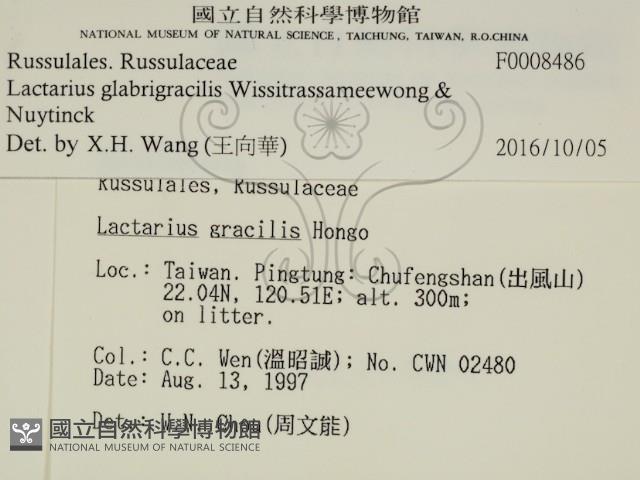 國立自然科學博物館
NATIONAL MUSEUM OF NATURAL SCIENCE, TAICHUNG, TAIWAN, R.O.CHINA
Russulales. Russulaceae F0008486
Lactarius glabrigracilis Wissitrassameewong &
Nuytinck
Det. by X.H. Wang (王向華) 2016/10/05
Russulales, Russulaceae
Lactarius gracilis Hongo
Loc.: Taiwan. Pingtung: Chufengshan(出風山)
22.04N, 120.51E; alt. 300m;
on litter.
Col.: C.C. Wen(溫昭誠); No. CWN 02480
Date: Aug. 13, 1997
Det.: W.N. Chou(周文能)
國立自然科學博物館
NATIONAL MUSEUM OF NATURAL SCIENCE